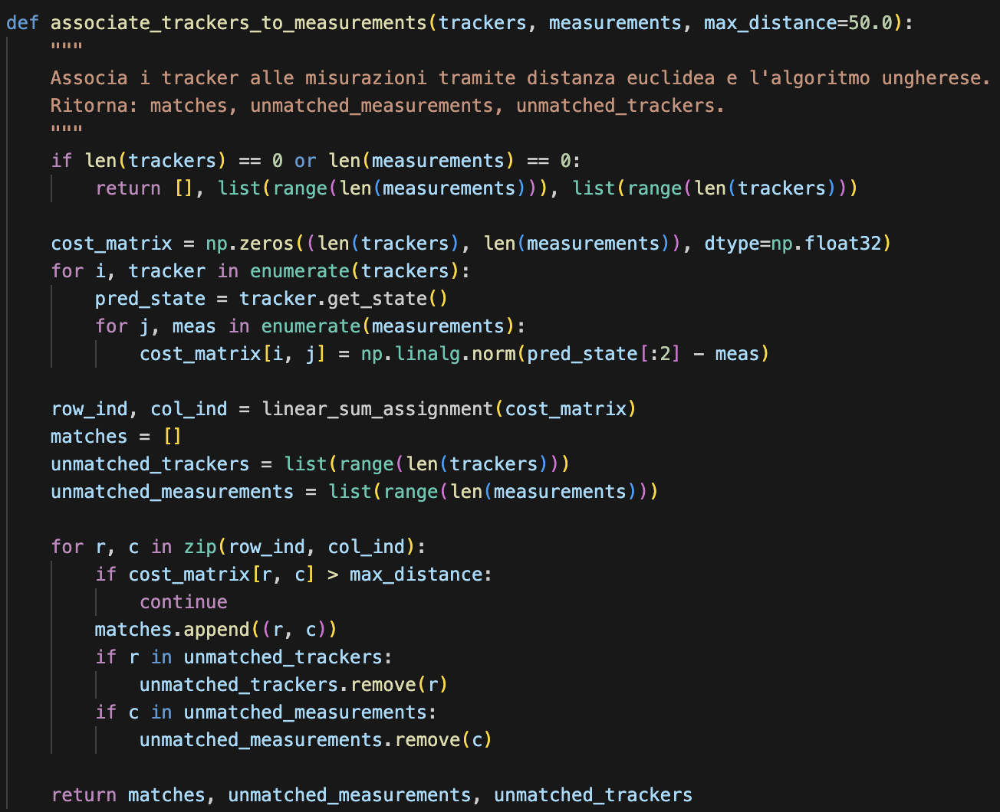 def associate_trackers_to_measurements(trackers, measurements, max_distance=50.0):
    """
    Associa i tracker alle misurazioni tramite distanza euclidea e l'algoritmo ungherese.
    Ritorna: matches, unmatched_measurements, unmatched_trackers.
    """
    if len(trackers) == 0 or len(measurements) == 0:
        return [], list(range(len(measurements))), list(range(len(trackers)))

    cost_matrix = np.zeros((len(trackers), len(measurements)), dtype=np.float32)
    for i, tracker in enumerate(trackers):
        pred_state = tracker.get_state()
        for j, meas in enumerate(measurements):
            cost_matrix[i, j] = np.linalg.norm(pred_state[:2] - meas)

    row_ind, col_ind = linear_sum_assignment(cost_matrix)
    matches = []
    unmatched_trackers = list(range(len(trackers)))
    unmatched_measurements = list(range(len(measurements)))

    for r, c in zip(row_ind, col_ind):
        if cost_matrix[r, c] > max_distance:
            continue
        matches.append((r, c))
        if r in unmatched_trackers:
            unmatched_trackers.remove(r)
        if c in unmatched_measurements:
            unmatched_measurements.remove(c)

    return matches, unmatched_measurements, unmatched_trackers